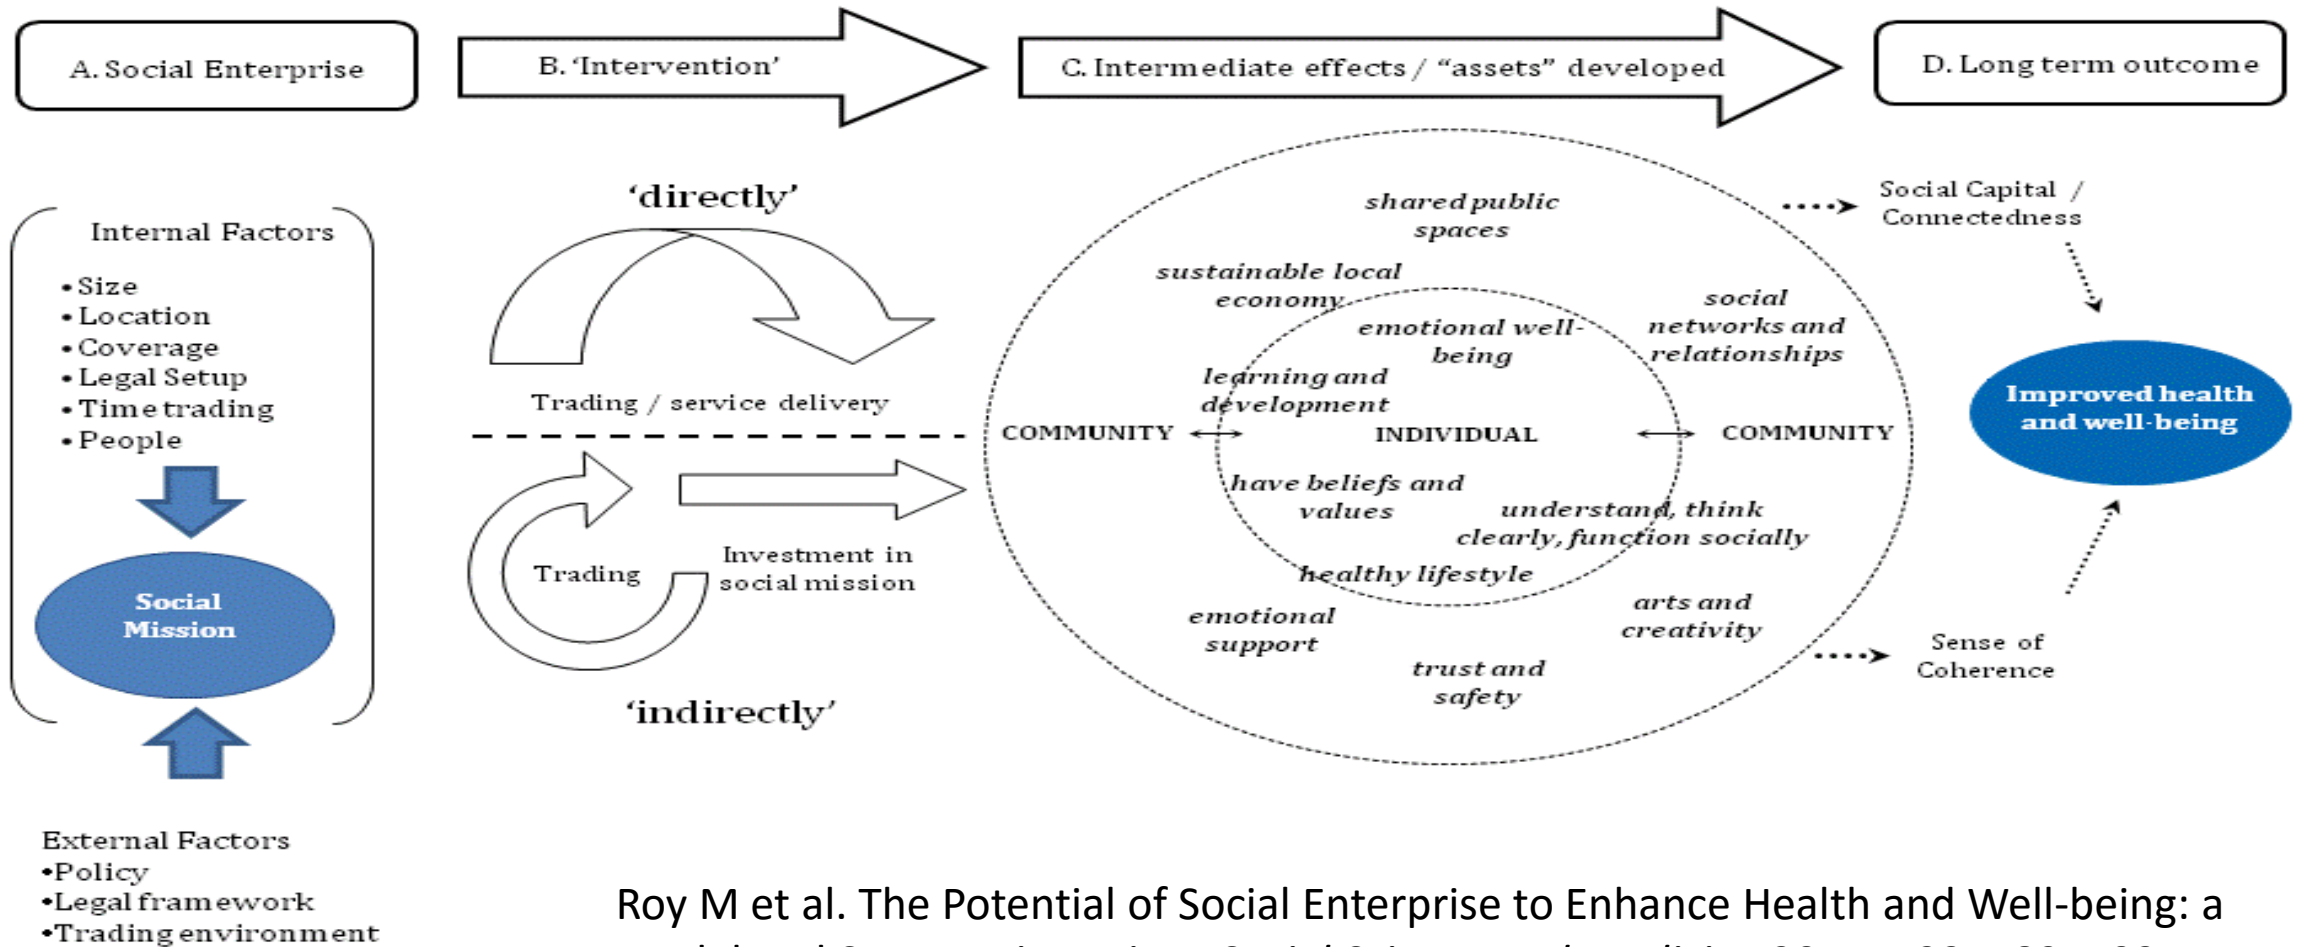 A. Social Enterprise
B. ‘Intervention’
C. Intermediate effects / “assets” developed
D. Long term outcome
Internal Factors
• Size
• Location
• Coverage
• Legal Setup
• Time trading
• People
Social
Mission
External Factors
•Policy
•Legal framework
•Trading environment
‘directly’
Trading / service delivery
Trading
Investment in
social mission
‘indirectly’
shared public
spaces
sustainable local
economy
social
networks and
relationships
emotional well-
being
learning and
development
COMMUNITY
INDIVIDUAL
COMMUNITY
have beliefs and
values
understand, think
clearly, function socially
healthy lifestyle
emotional
support
arts and
creativity
trust and
safety
Social Capital /
Connectedness
Improved health
and well-being
Sense of
Coherence
Roy M et al. The Potential of Social Enterprise to Enhance Health and Well-being: a